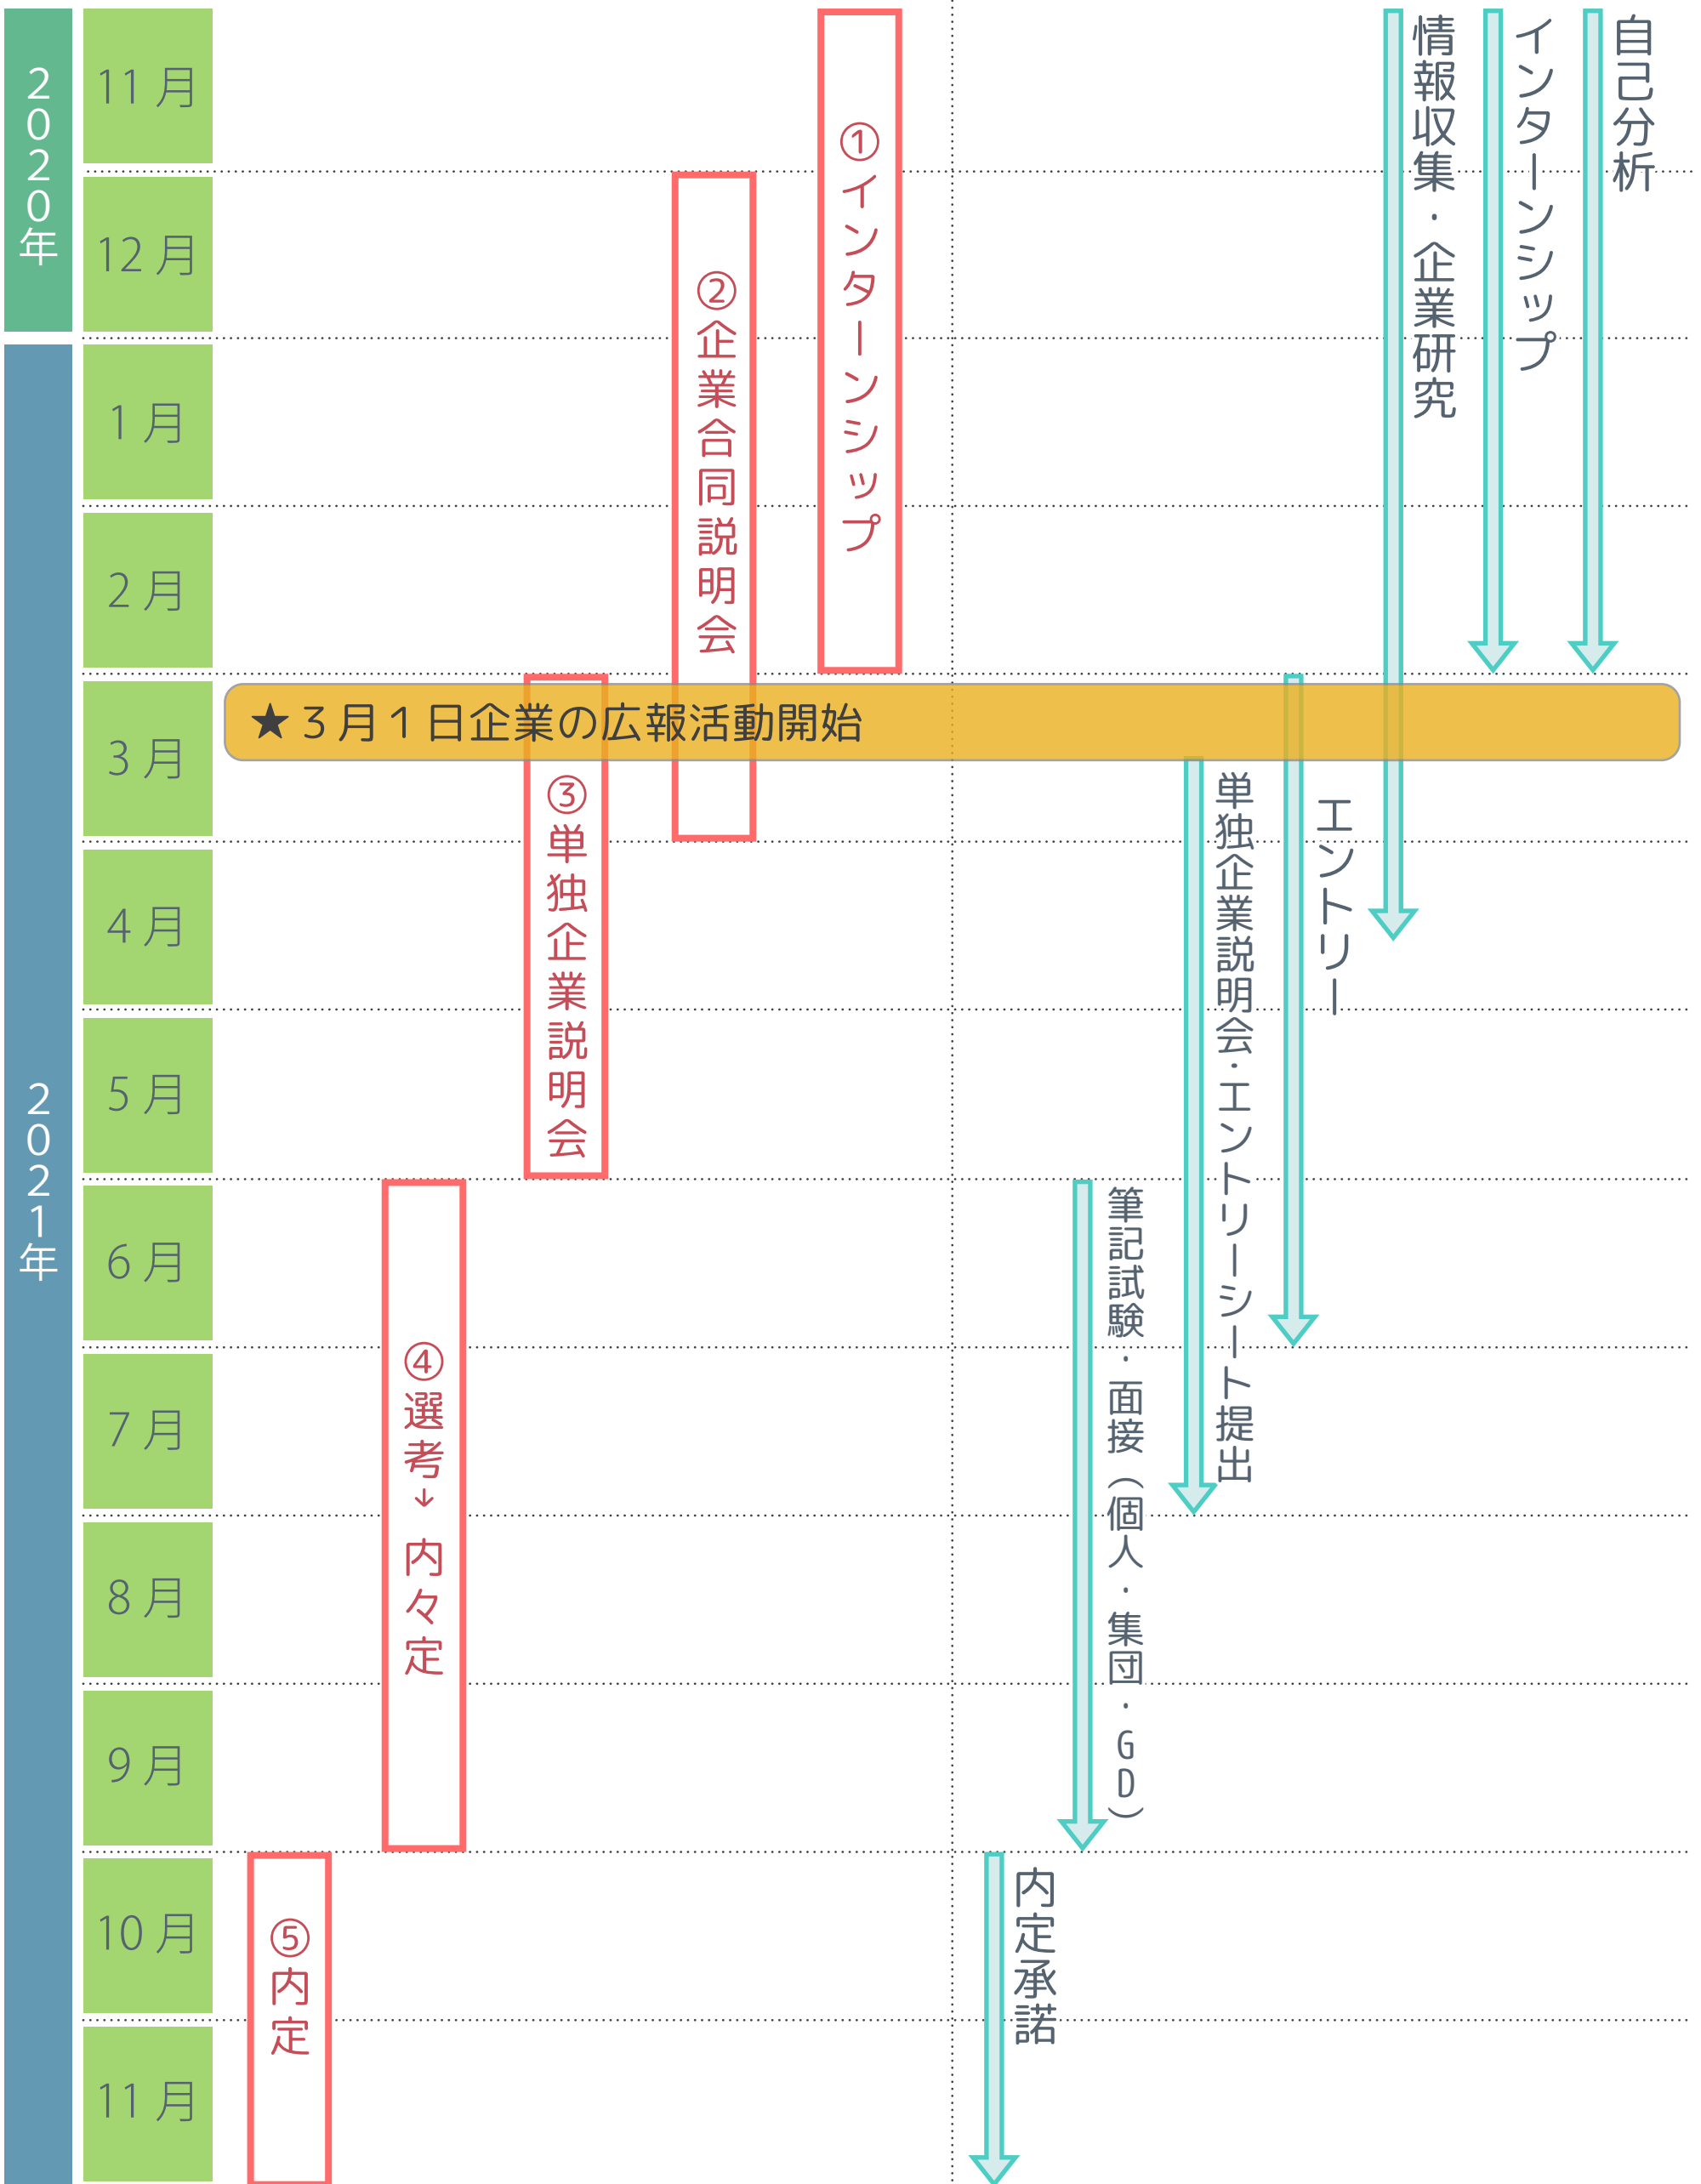 2020年
11月
12月
2021年
1月
2月
3月
4月
5月
6月
7月
8月
9月
10月
11月
★3月1日企業の広報活動開始
①インターンシップ
②企業合同説明会
③単独企業説明会
④選考→内々定
⑤内定
自己分析
インターンシップ
情報収集・企業研究
エントリー
単独企業説明会・エントリーシート提出
筆記試験・面接（個人・集団・GD）
内定承諾